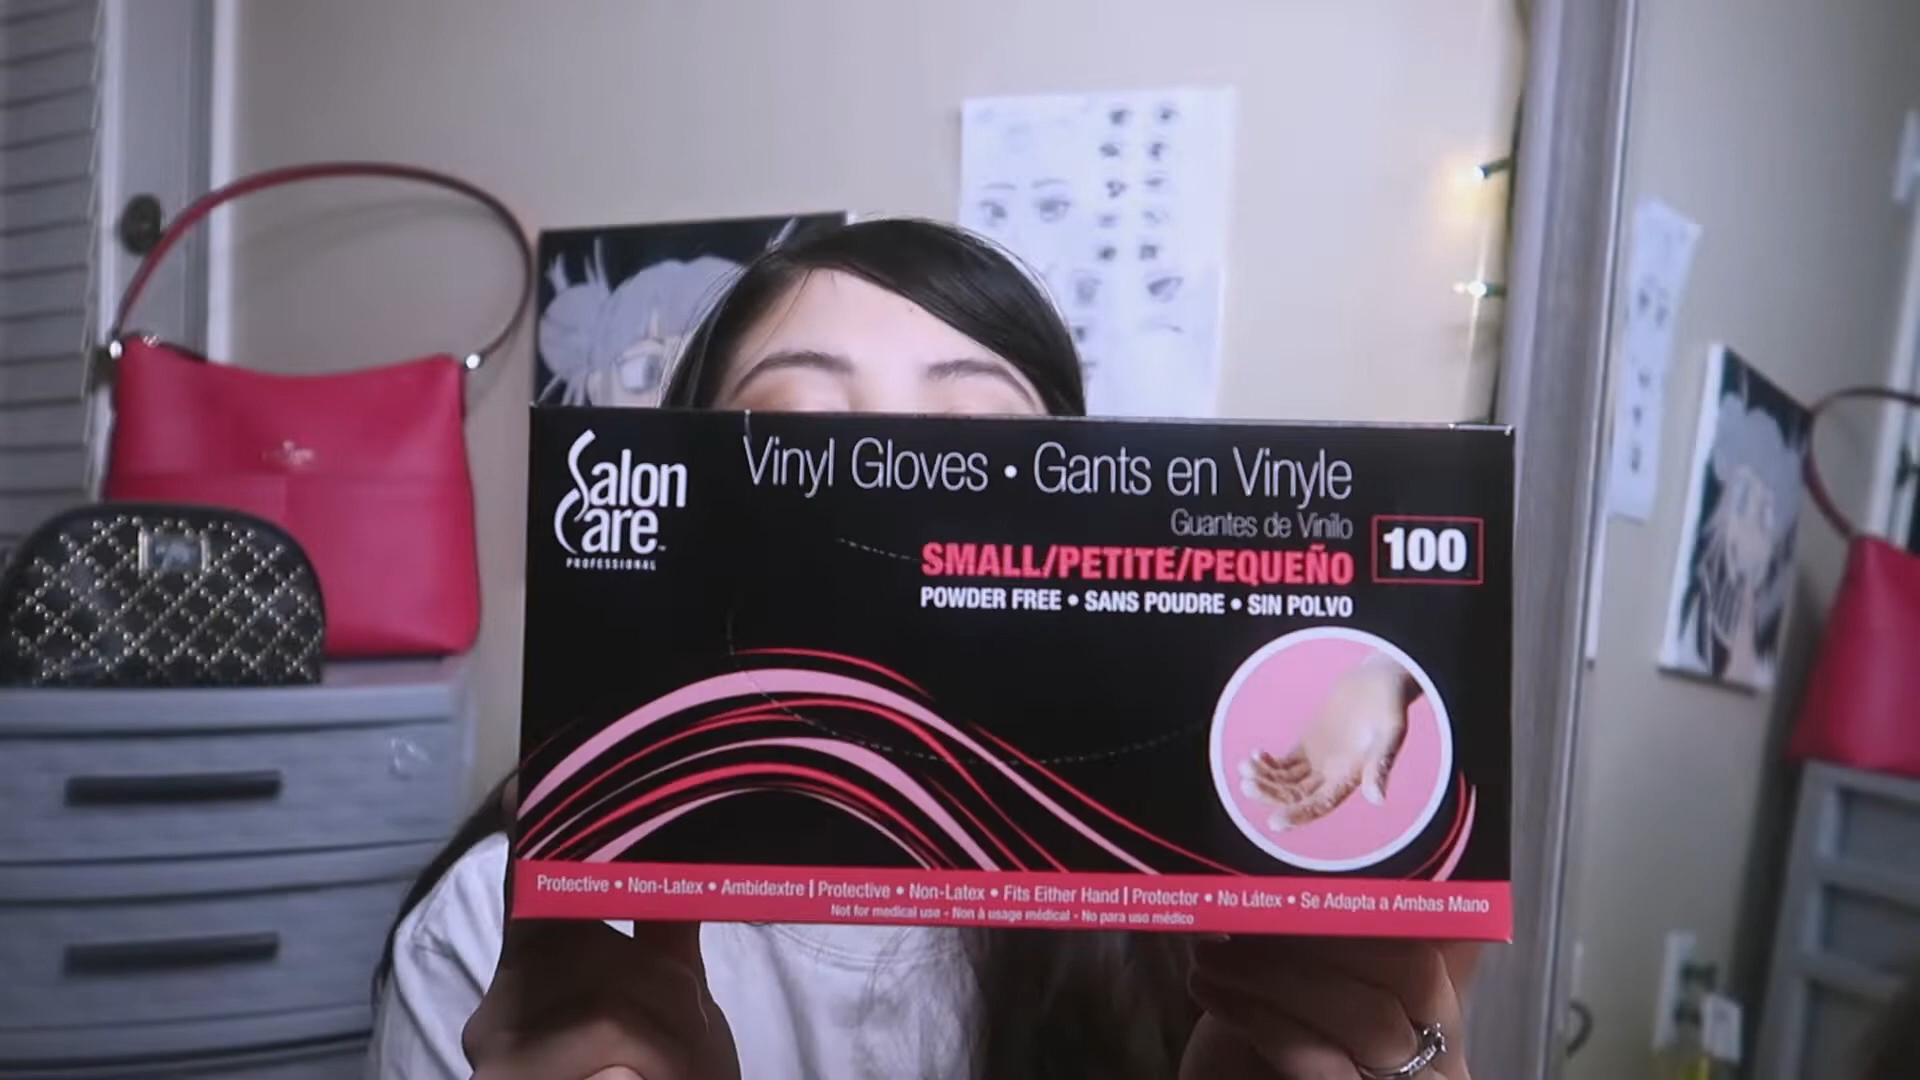 Salon
Care™
PROFESSIONAL
Vinyl Gloves • Gants en Vinyle
Guantes de Vinilo
SMALL/PETITE/PEQUEÑO
100
POWDER FREE • SANS POUDRE • SIN POLVO
Protective • Non-Latex • Ambidextre | Protective • Non-Latex • Fits Either Hand | Protector • No Látex • Se Adapta a Ambas Mano
Not for medical use - Non à usage médical - No para uso médico